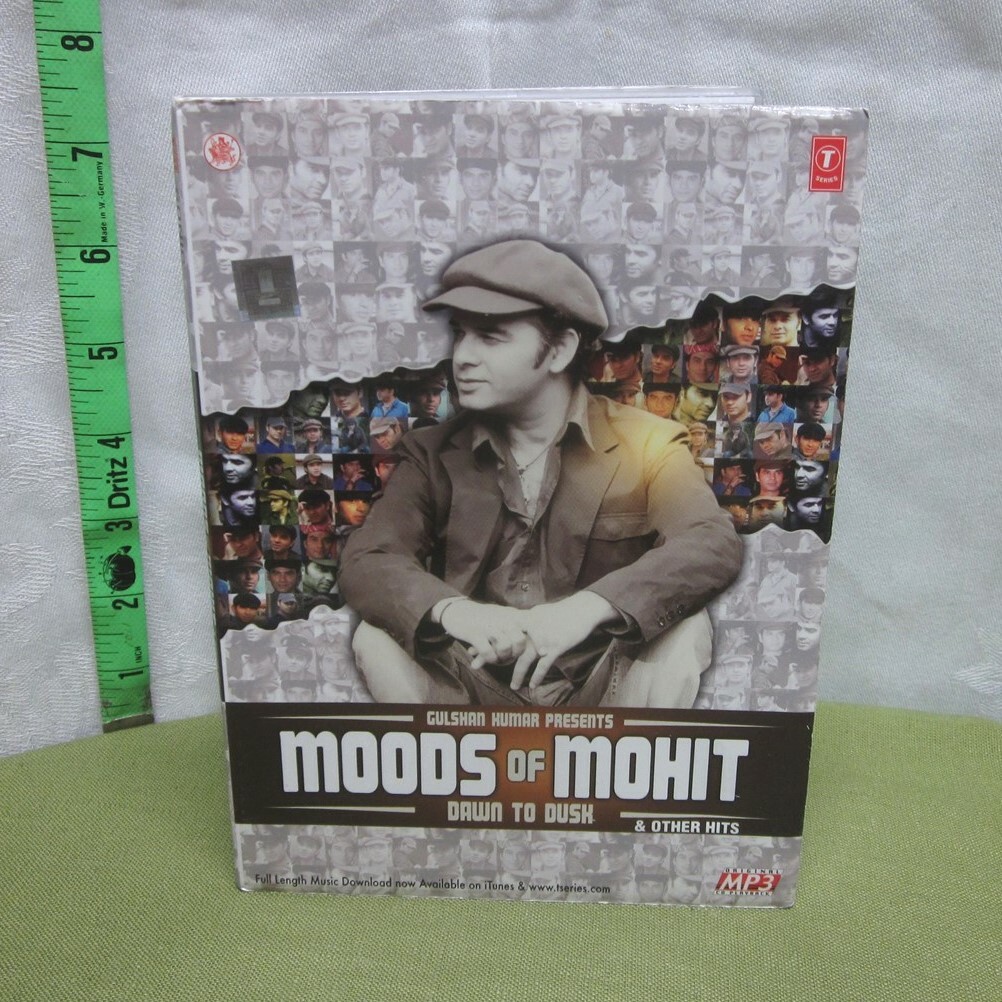 8
7
Made in W.-Germany
6
5
4
Dritz
3
2
1
INCH
T
SERIES
GULSHAN KUMAR PRESENTS
MOODS OF MOHIT
DAWN TO DUSK
& OTHER HITS
Full Length Music Download now Available on iTunes & www.tseries.com
ORIGINAL
MP3